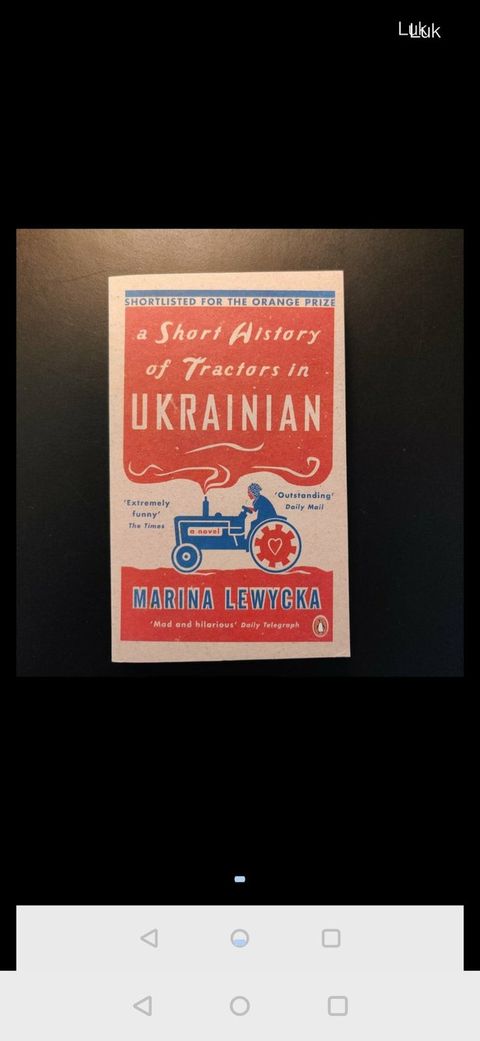 Luk
Luk
SHORTLISTED FOR THE ORANGE PRIZE
a Short History
of Tractors in
UKRAINIAN
'Extremely
funny'
The Times
'Outstanding'
Daily Mail
a novel
MARINA LEWYCKA
'Mad and hilarious' Daily Telegraph